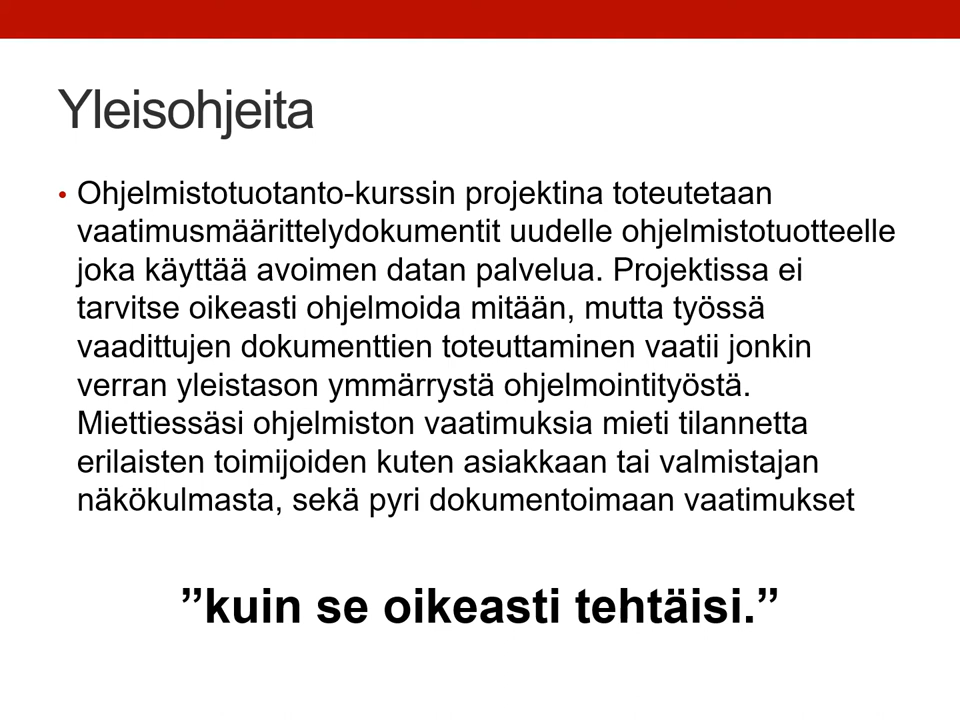 Yleisohjeita
• Ohjelmistotuotanto-kurssin projektina toteutetaan
vaatimusmäärittelydokumentit uudelle ohjelmistotuotteelle
joka käyttää avoimen datan palvelua. Projektissa ei
tarvitse oikeasti ohjelmoida mitään, mutta työssä
vaadittujen dokumenttien toteuttaminen vaatii jonkin
verran yleistason ymmärrystä ohjelmointityöstä.
Miettiessäsi ohjelmiston vaatimuksia mieti tilannetta
erilaisten toimijoiden kuten asiakkaan tai valmistajan
näkökulmasta, sekä pyri dokumentoimaan vaatimukset
”kuin se oikeasti tehtäisi.”